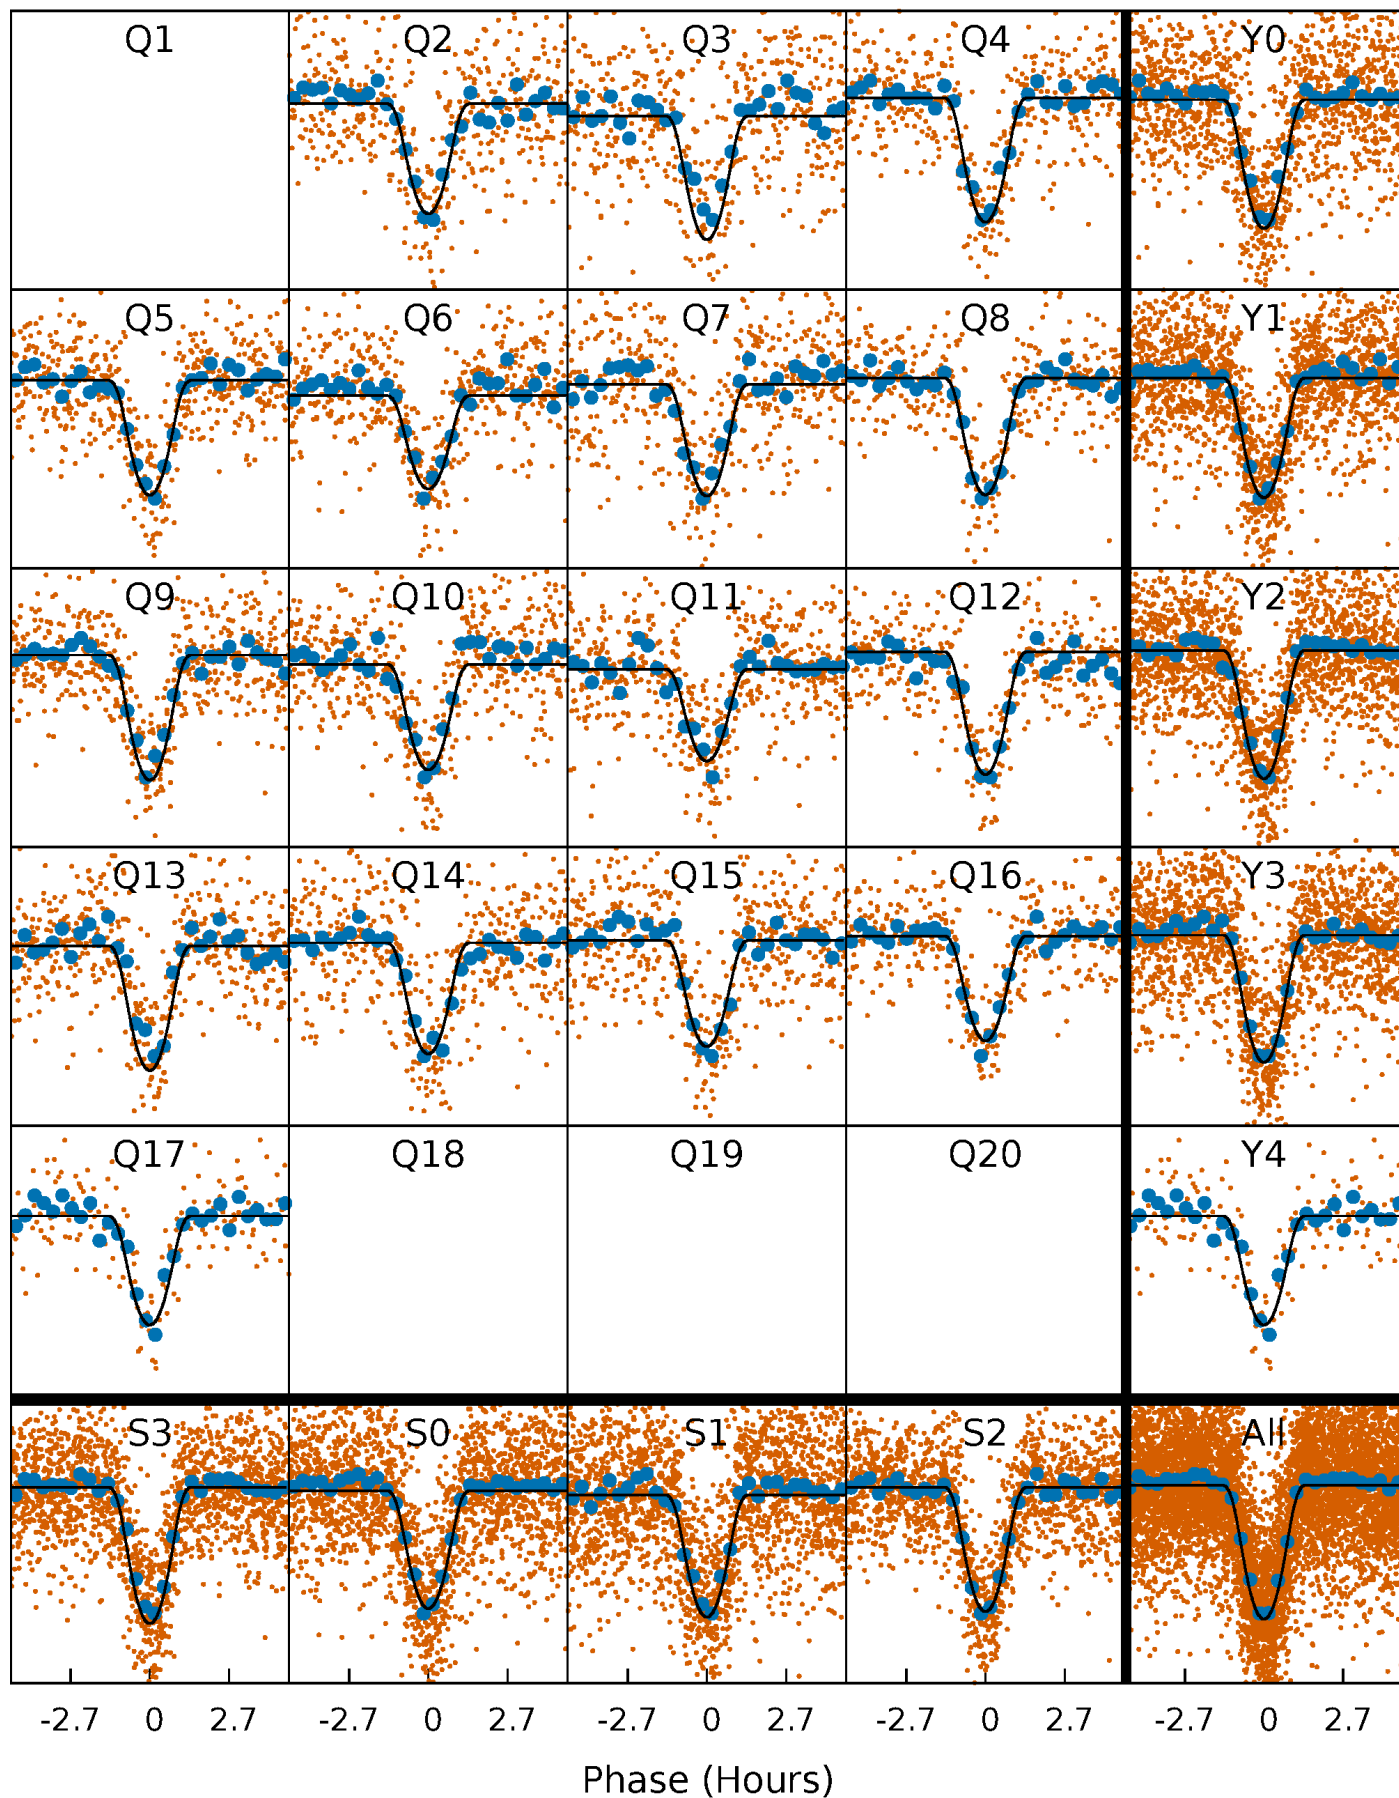 Q1 Q2 Q3 Q4 Y0
Q5 Q6 Q7 Q8 Y1
Q9 Q10 Q11 Q12 Y2
Q13 Q14 Q15 Q16 Y3
Q17 Q18 Q19 Q20 Y4
S3 S0 S1 S2 All
-2.7 0 2.7 -2.7 0 2.7 -2.7 0 2.7 -2.7 0 2.7 -2.7 0 2.7
Phase (Hours)